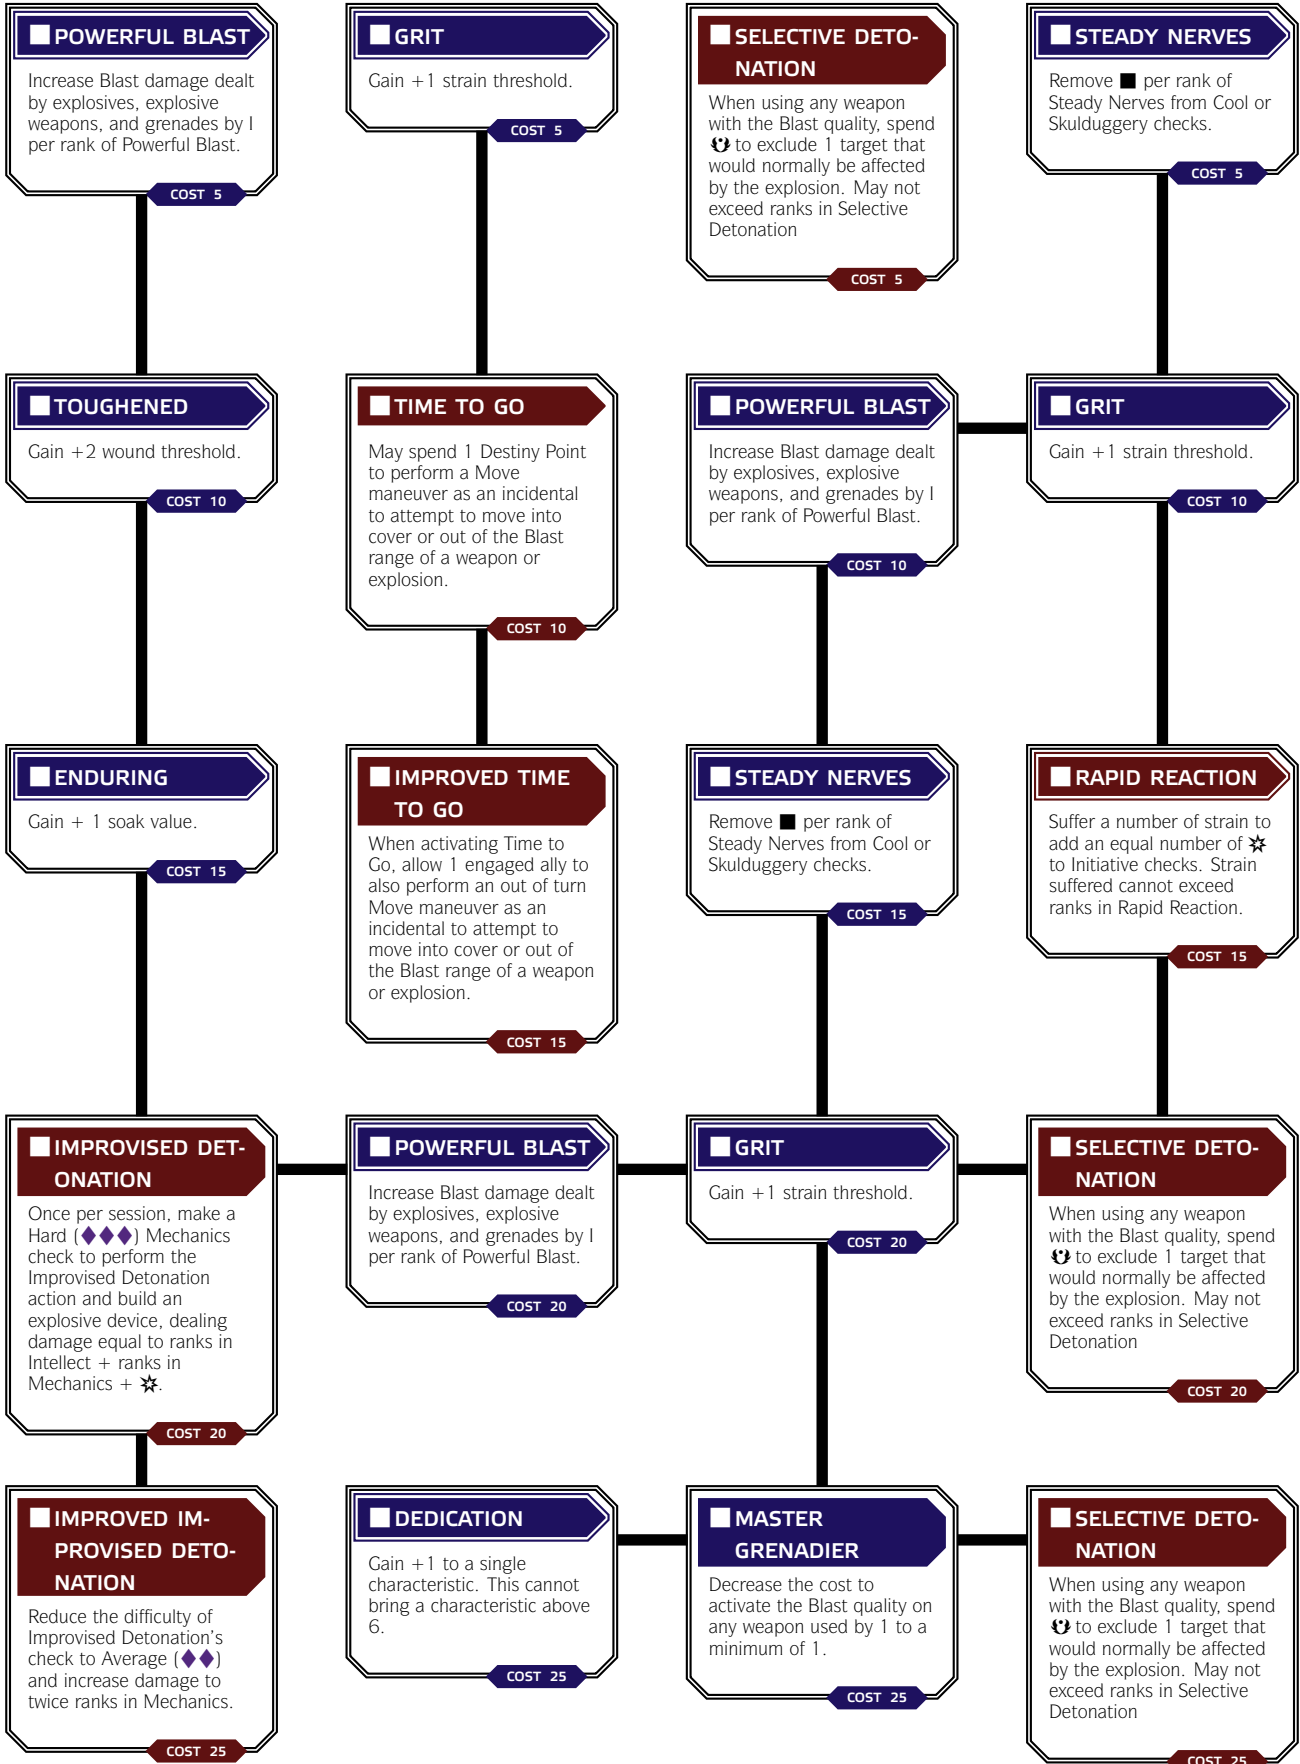 POWERFUL BLAST
Increase Blast damage dealt
by explosives, explosive
weapons, and grenades by I
per rank of Powerful Blast.
COST 5
GRIT
Gain +1 strain threshold.
COST 5
SELECTIVE DETO-
NATION
When using any weapon
with the Blast quality, spend
to exclude 1 target that
would normally be affected
by the explosion. May not
exceed ranks in Selective
Detonation
COST 5
STEADY NERVES
Remove ■ per rank of
Steady Nerves from Cool or
Skulduggery checks.
COST 5
TOUGHENED
Gain +2 wound threshold.
COST 10
TIME TO GO
May spend 1 Destiny Point
to perform a Move
maneuver as an incidental
to attempt to move into
cover or out of the Blast
range of a weapon or
explosion.
COST 10
POWERFUL BLAST
Increase Blast damage dealt
by explosives, explosive
weapons, and grenades by I
per rank of Powerful Blast.
COST 10
GRIT
Gain +1 strain threshold.
COST 10
ENDURING
Gain + 1 soak value.
COST 15
IMPROVED TIME
TO GO
When activating Time to
Go, allow 1 engaged ally to
also perform an out of turn
Move maneuver as an
incidental to attempt to
move into cover or out of
the Blast range of a weapon
or explosion.
COST 15
STEADY NERVES
Remove ■ per rank of
Steady Nerves from Cool or
Skulduggery checks.
COST 15
RAPID REACTION
Suffer a number of strain to
add an equal number of
to Initiative checks. Strain
suffered cannot exceed
ranks in Rapid Reaction.
COST 15
IMPROVISED DET-
ONATION
Once per session, make a
Hard (◆◆◆) Mechanics
check to perform the
Improvised Detonation
action and build an
explosive device, dealing
damage equal to ranks in
Intellect + ranks in
Mechanics + .
COST 20
POWERFUL BLAST
Increase Blast damage dealt
by explosives, explosive
weapons, and grenades by I
per rank of Powerful Blast.
COST 20
GRIT
Gain +1 strain threshold.
COST 20
SELECTIVE DETO-
NATION
When using any weapon
with the Blast quality, spend
to exclude 1 target that
would normally be affected
by the explosion. May not
exceed ranks in Selective
Detonation
COST 20
IMPROVED IM-
PROVISED DETO-
NATION
Reduce the difficulty of
Improvised Detonation's
check to Average (◆◆)
and increase damage to
twice ranks in Mechanics.
COST 25
DEDICATION
Gain +1 to a single
characteristic. This cannot
bring a characteristic above
6.
COST 25
MASTER
GRENADIER
Decrease the cost to
activate the Blast quality on
any weapon used by 1 to a
minimum of 1.
COST 25
SELECTIVE DETO-
NATION
When using any weapon
with the Blast quality, spend
to exclude 1 target that
would normally be affected
by the explosion. May not
exceed ranks in Selective
Detonation
COST 25